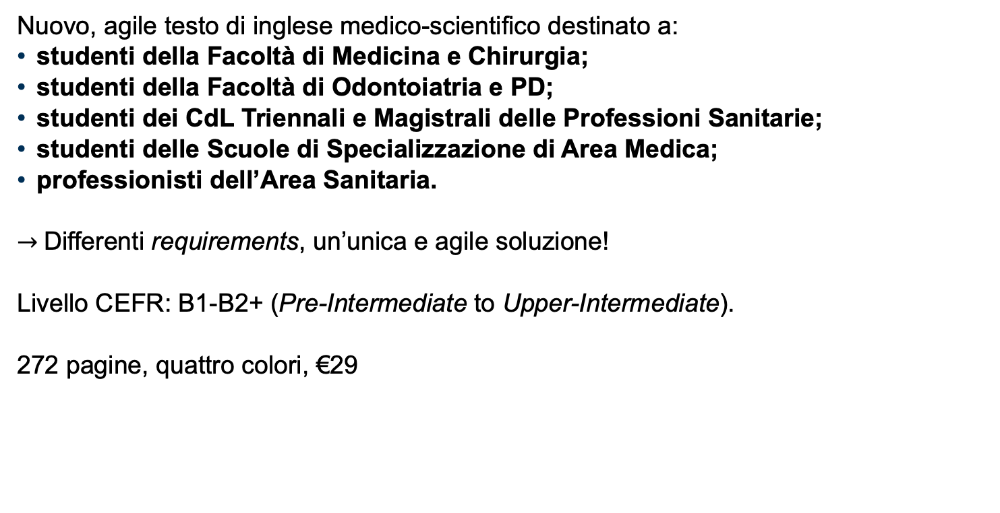 Nuovo, agile testo di inglese medico-scientifico destinato a:
• studenti della Facoltà di Medicina e Chirurgia;
• studenti della Facoltà di Odontoiatria e PD;
• studenti dei CdL Triennali e Magistrali delle Professioni Sanitarie;
• studenti delle Scuole di Specializzazione di Area Medica;
• professionisti dell’Area Sanitaria.
→ Differenti requirements, un’unica e agile soluzione!
Livello CEFR: B1-B2+ (Pre-Intermediate to Upper-Intermediate).
272 pagine, quattro colori, €29